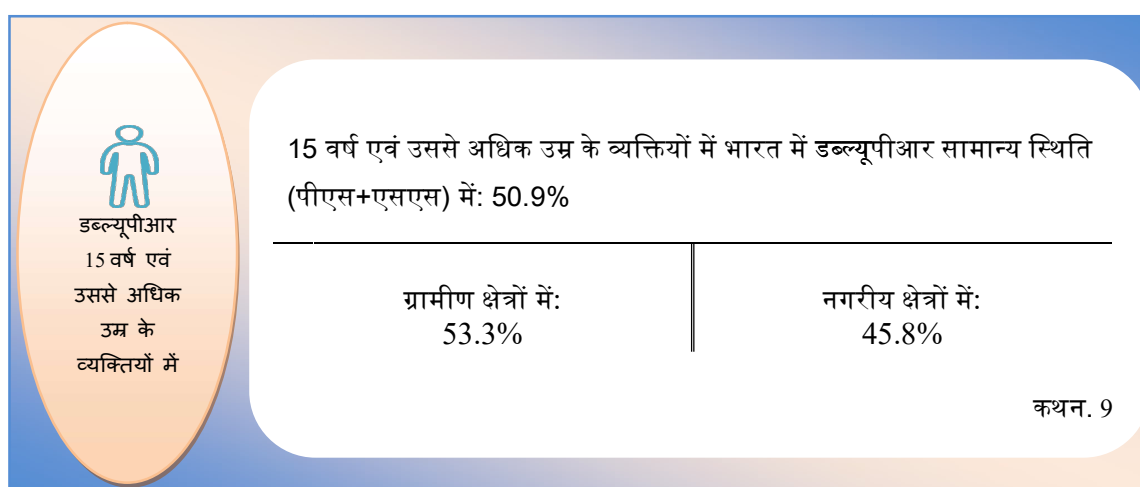 डब्ल्यूपीआर
15 वर्ष एवं
उससे अधिक
उम्र के
व्यक्तियों में
15 वर्ष एवं उससे अधिक उम्र के व्यक्तियों में भारत में डब्ल्यूपीआर सामान्य स्थिति
(पीएस+एसएस) में: 50.9%
ग्रामीण क्षेत्रों में:
53.3%
नगरीय क्षेत्रों में:
45.8%
कथन. 9